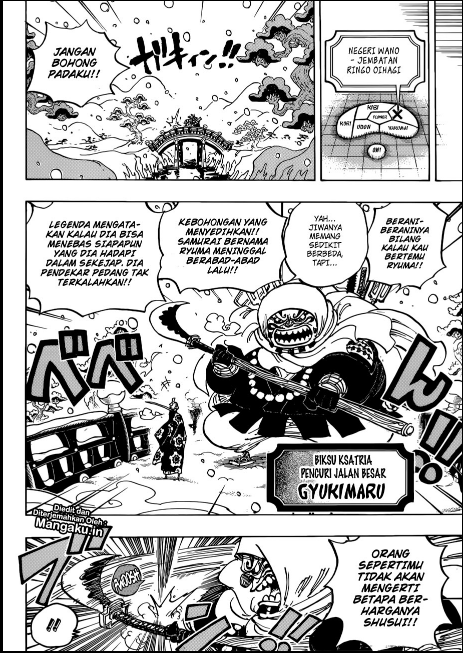 JANGAN
BOHONG
PADAKU!!
ガキィン!!
NEGERI WANO
- JEMBATAN
RINGO OIHAGI
RINGO
KIBI
UDON
HAKUMAI
BERANI-
BERANINYA
BILANG
KALAU KAU
BERTEMU
RYUMA!!
YAH...
JIWANYA
MEMANG
SEDIKIT
BERBEDA,
TAPI...
KEBOHONGAN YANG
MENYEDIHKAN!!
SAMURAI BERNAMA
RYUMA MENINGGAL
BERABAD-ABAD
LALU!!
LEGENDA MENGATA-
KAN KALAU DIA BISA
MENEBAS SIAPAPUN
YANG DIA HADAPI
DALAM SEKEJAP. DIA
PENDEKAR PEDANG TAK
TERKALAHKAN!!
べべん!!
BIKSU KSATRIA
PENCURI JALAN BESAR
GYUKIMARU
Diedit dan
Diterjemahkan Oleh :
Mangaku.in
ORANG
SEPERTIMU
TIDAK AKAN
MENGERTI
BETAPA BER-
HARGANYA
SHUSUI!!
!!